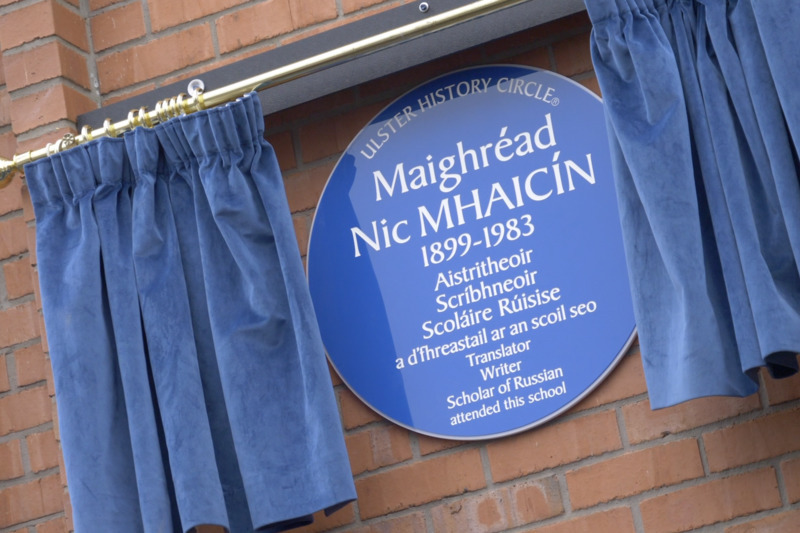 ULSTER HISTORY CIRCLE®
Maighréad
Nic MHAICÍN
1899-1983
Aistritheoir
Scríbhneoir
Scoláire Rúisise
a d'fhreastail ar an scoil seo
Translator
Writer
Scholar of Russian
attended this school